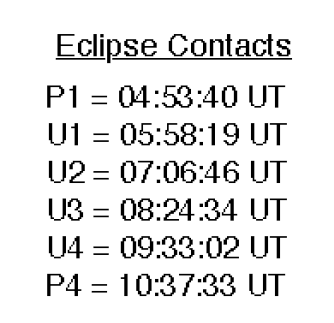 Eclipse Contacts
P1 = 04:53:40 UT
U1 = 05:58:19 UT
U2 = 07:06:46 UT
U3 = 08:24:34 UT
U4 = 09:33:02 UT
P4 = 10:37:33 UT